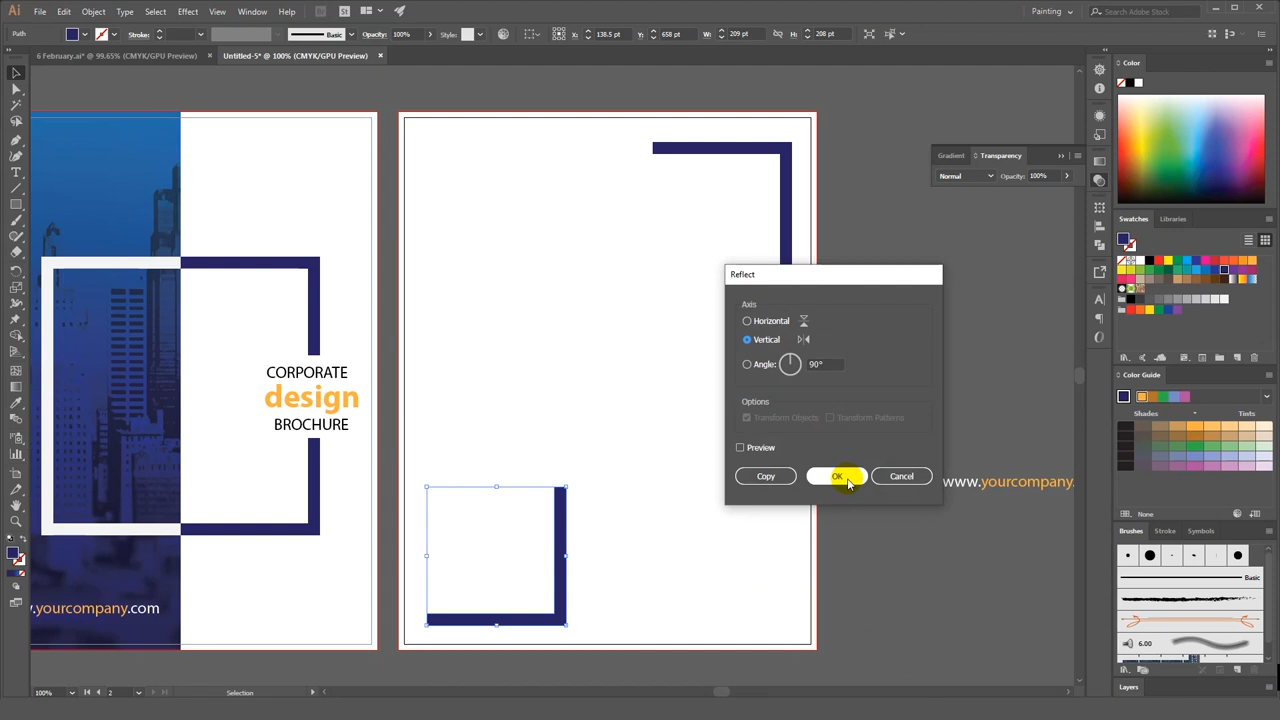 Ai
File Edit Object Type Select Effect View Window Help
Br St
Painting
Search Adobe Stock
Path
Stroke:
Basic
Opacity: 100%
Style:
X: 138.5 pt Y: 658 pt W: 209 pt H: 208 pt
6 February.ai* @ 99.65% (CMYK/GPU Preview) ×
Untitled-5* @ 100% (CMYK/GPU Preview) ×
Color
Gradient Transparency
Normal Opacity: 100%
Swatches Libraries
Reflect
Axis
Horizontal
Vertical
Angle: 90°
Options
Transform Objects Transform Patterns
Preview
Copy OK Cancel
CORPORATE
design
BROCHURE
.yourcompany.com
www.yourcompany.
Color Guide
Shades Tints
None
Brushes Stroke Symbols
Basic
6.00
Layers
100% 2 Selection